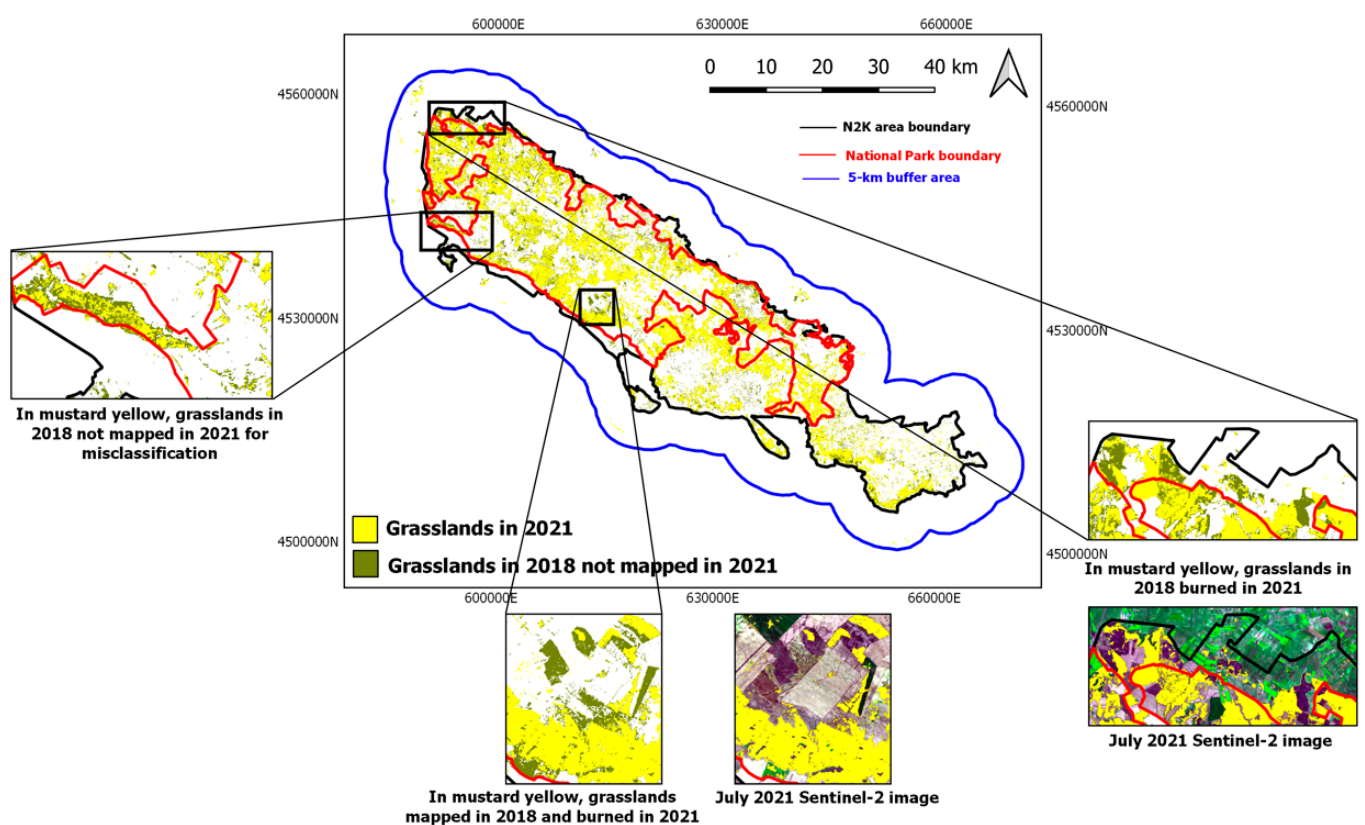 600000E 630000E 660000E
0 10 20 30 40 km
4560000N 4560000N
N2K area boundary
National Park boundary
5-km buffer area
4530000N 4530000N
In mustard yellow, grasslands in
2018 not mapped in 2021 for
misclassification
Grasslands in 2021
Grasslands in 2018 not mapped in 2021
4500000N 4500000N
In mustard yellow, grasslands in
2018 burned in 2021
600000E 630000E 660000E
July 2021 Sentinel-2 image
In mustard yellow, grasslands
mapped in 2018 and burned in 2021
July 2021 Sentinel-2 image